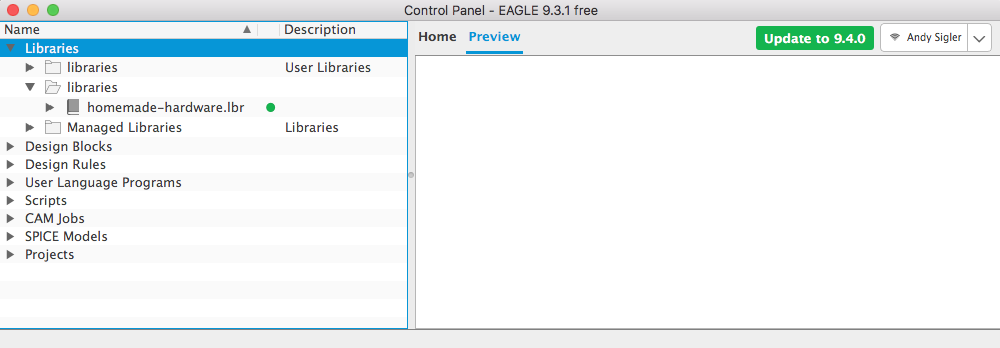 Control Panel - EAGLE 9.3.1 free
Name Description
Home Preview Update to 9.4.0 Andy Sigler
Libraries
libraries User Libraries
libraries
homemade-hardware.lbr
Managed Libraries Libraries
Design Blocks
Design Rules
User Language Programs
Scripts
CAM Jobs
SPICE Models
Projects